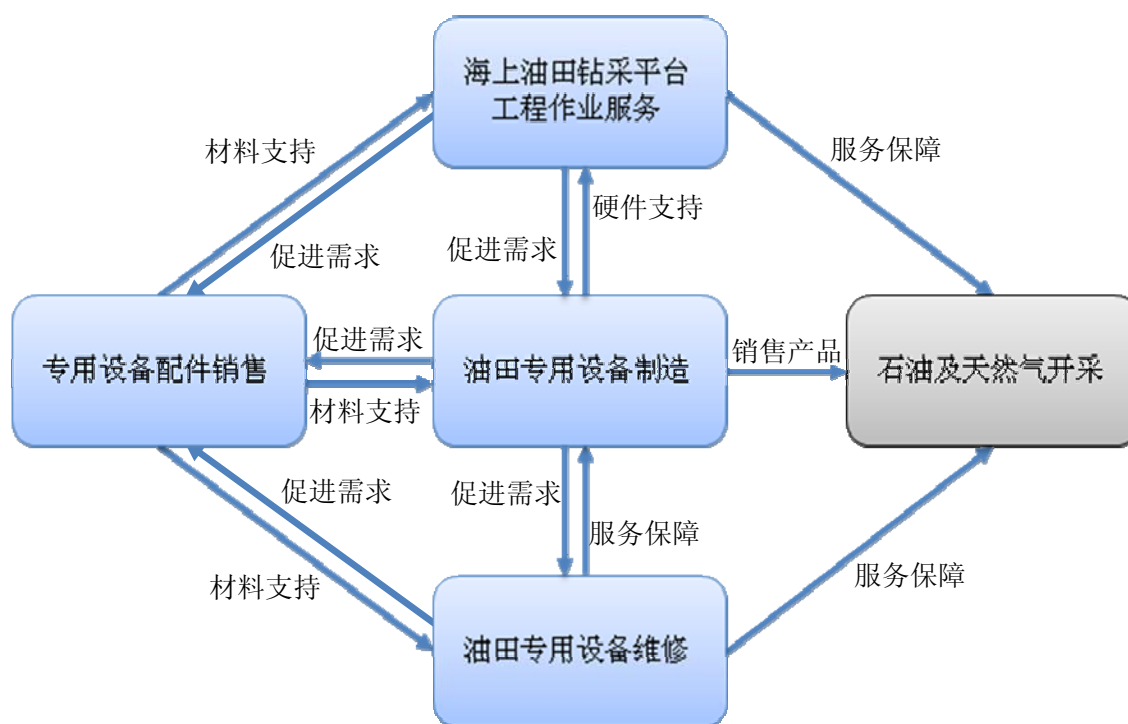 海上油田钻采平台
工程作业服务
材料支持
服务保障
硬件支持
促进需求
促进需求
专用设备配件销售
促进需求
材料支持
油田专用设备制造
销售产品
石油及天然气开采
促进需求
促进需求
服务保障
材料支持
服务保障
油田专用设备维修